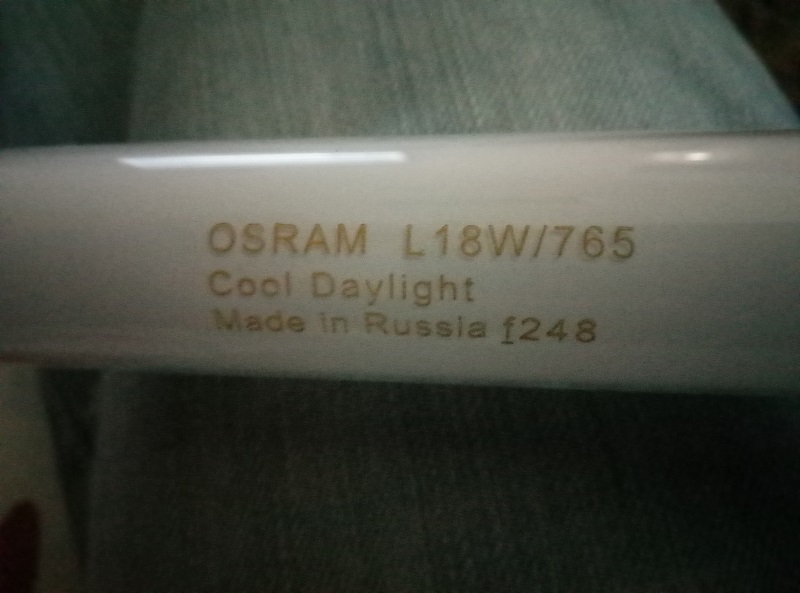 OSRAM L18W/765
Cool Daylight
Made in Russia f248